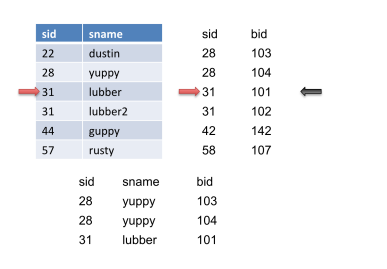 sid sname sid bid
22 dustin 28 103
28 yuppy 28 104
31 lubber 31 101
31 lubber2 31 102
44 guppy 42 142
57 rusty 58 107
sid sname bid
28 yuppy 103
28 yuppy 104
31 lubber 101